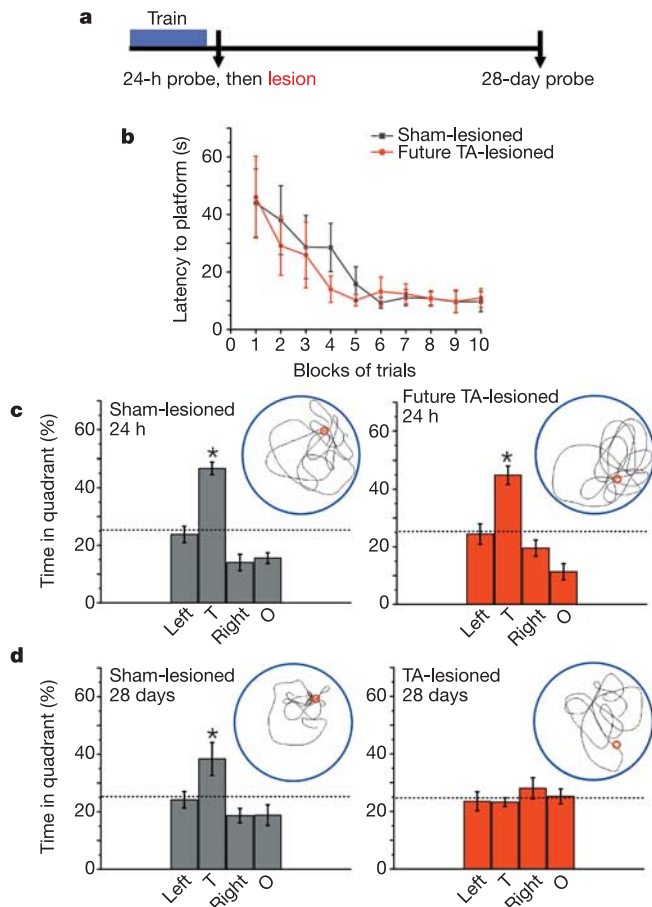 a
Train
24-h probe, then lesion
28-day probe
b
Sham-lesioned
Future TA-lesioned
Latency to platform (s)
60
40
20
0
0 1 2 3 4 5 6 7 8 9 10
Blocks of trials
c
Sham-lesioned
24 h
Time in quadrant (%)
60
40
20
0
*
Left T Right O
Future TA-lesioned
24 h
60
40
20
0
*
Left T Right O
d
Sham-lesioned
28 days
Time in quadrant (%)
60
40
20
0
*
Left T Right O
TA-lesioned
28 days
60
40
20
0
Left T Right O